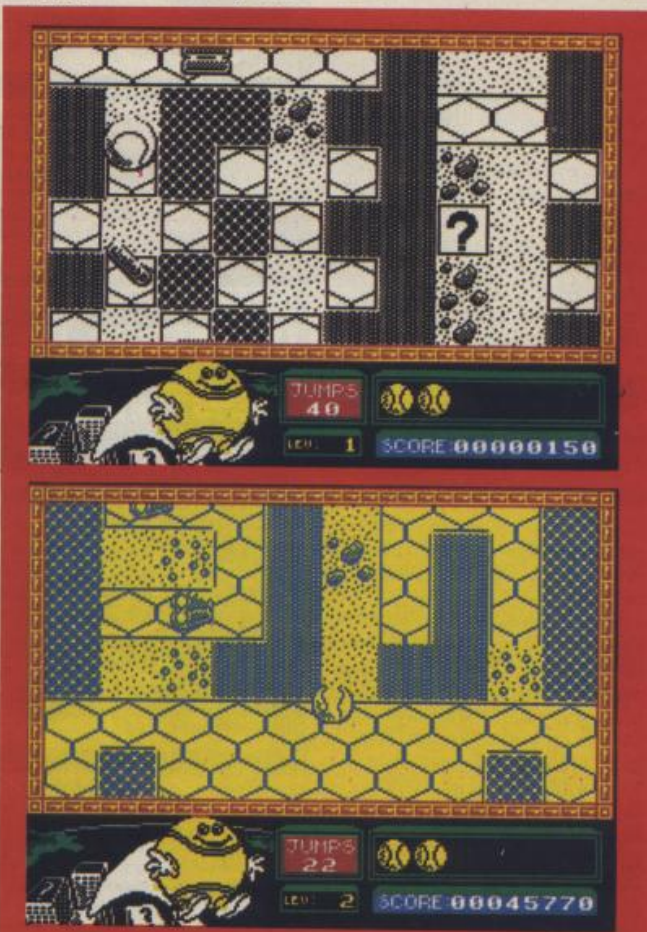 ?
JUMPS
40
LEV: 1
SCORE:00000150
?
JUMPS
22
LEV: 2
SCORE:00045770
?